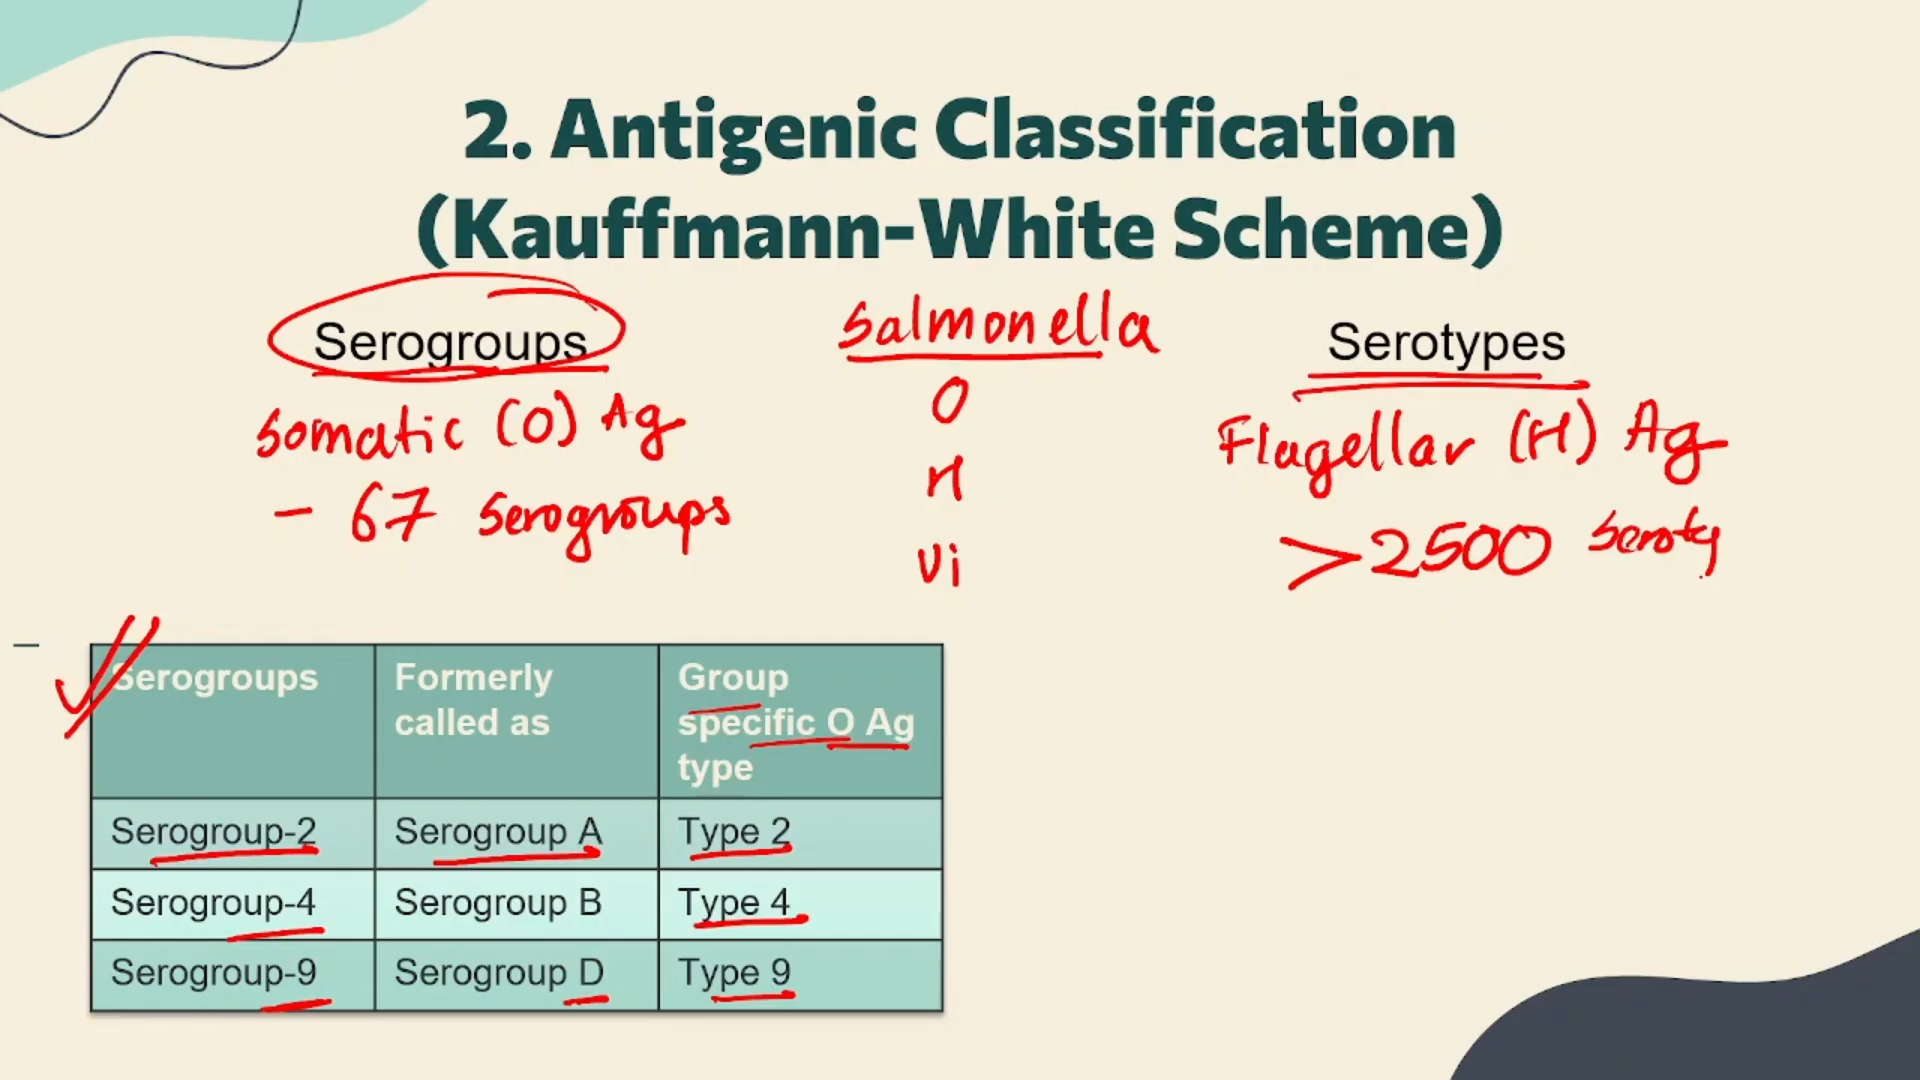 2. Antigenic Classification
(Kauffmann-White Scheme)
Serogroups
Somatic (O) Ag
- 67 Serogroups
Salmonella
O
H
Vi
Serotypes
Flagellar (H) Ag
>2500 Seroty
Serogroups Formerly called as Group specific O Ag type
Serogroup-2 Serogroup A Type 2
Serogroup-4 Serogroup B Type 4
Serogroup-9 Serogroup D Type 9